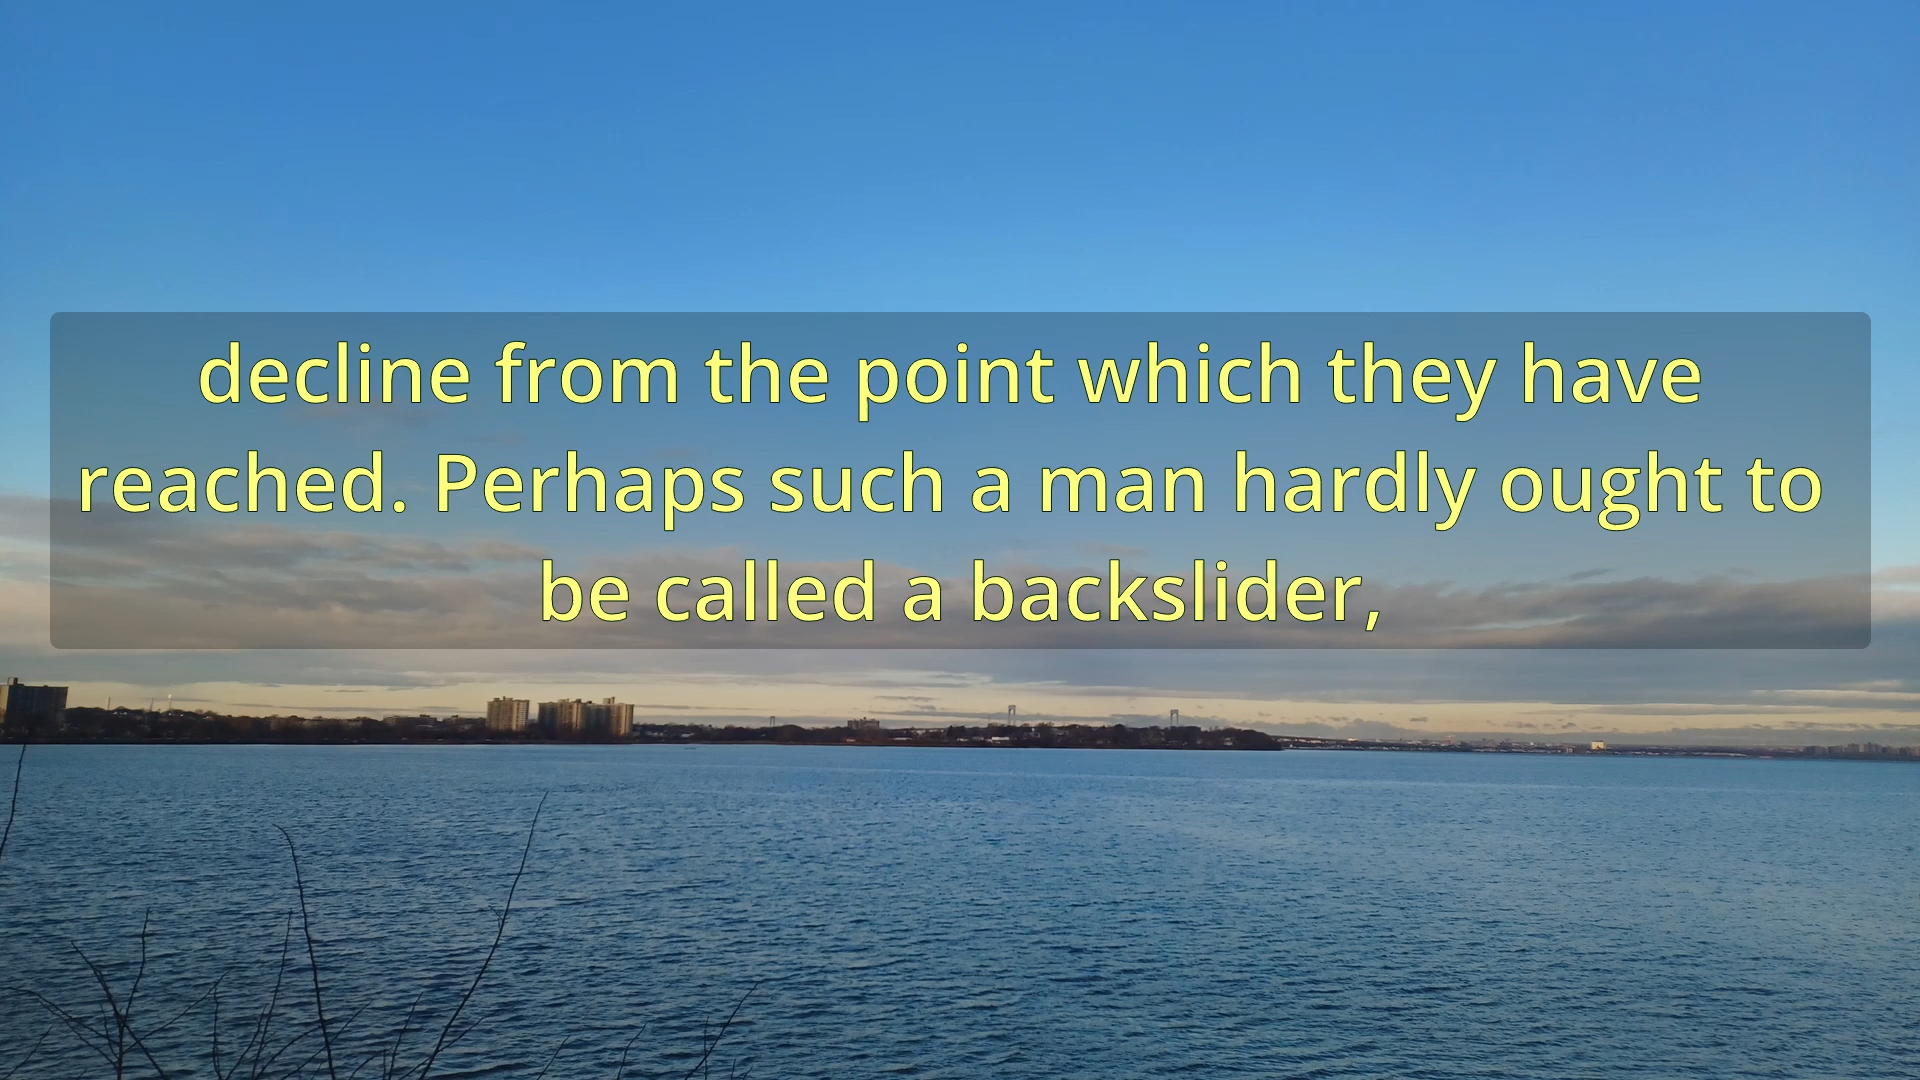 decline from the point which they have
reached. Perhaps such a man hardly ought to
be called a backslider,